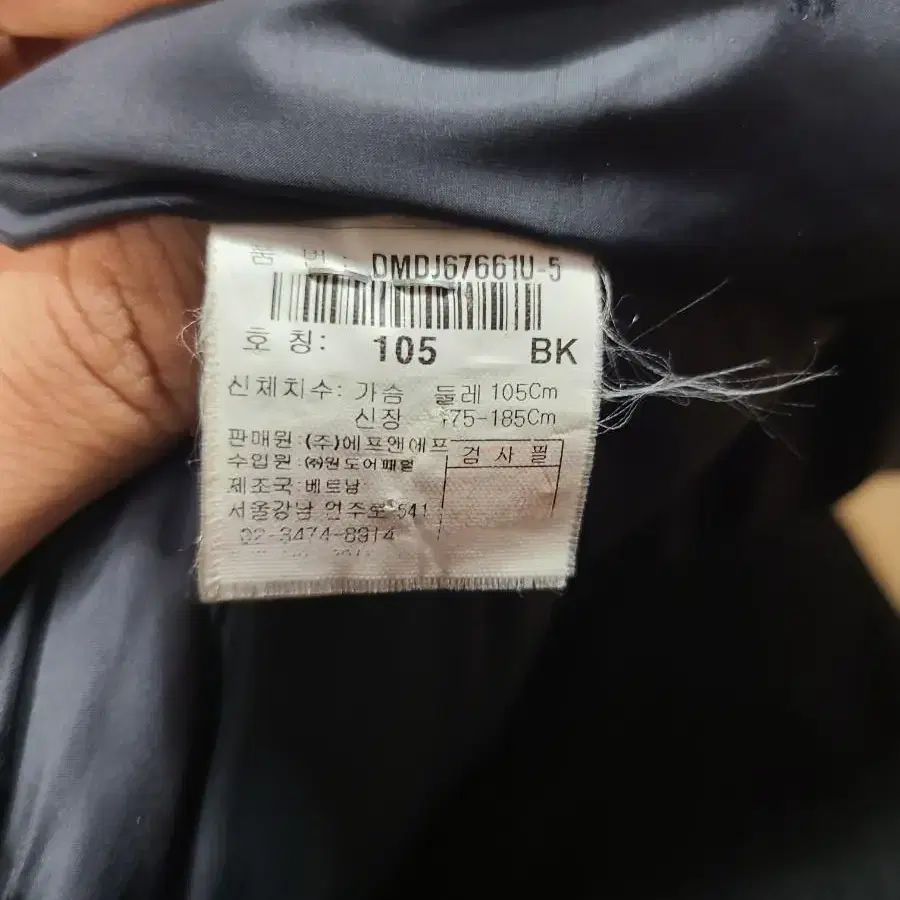 품 번: DMDJ67661U-5
호 칭: 105 BK
신체치수: 가슴 둘레 105Cm
신장 175-185Cm
판매원: (주)에프앤에프
수입원: ㈜원도어패럴
제조국: 베트남
서울강남 언주로 541
02-3474-8914
검 사 필